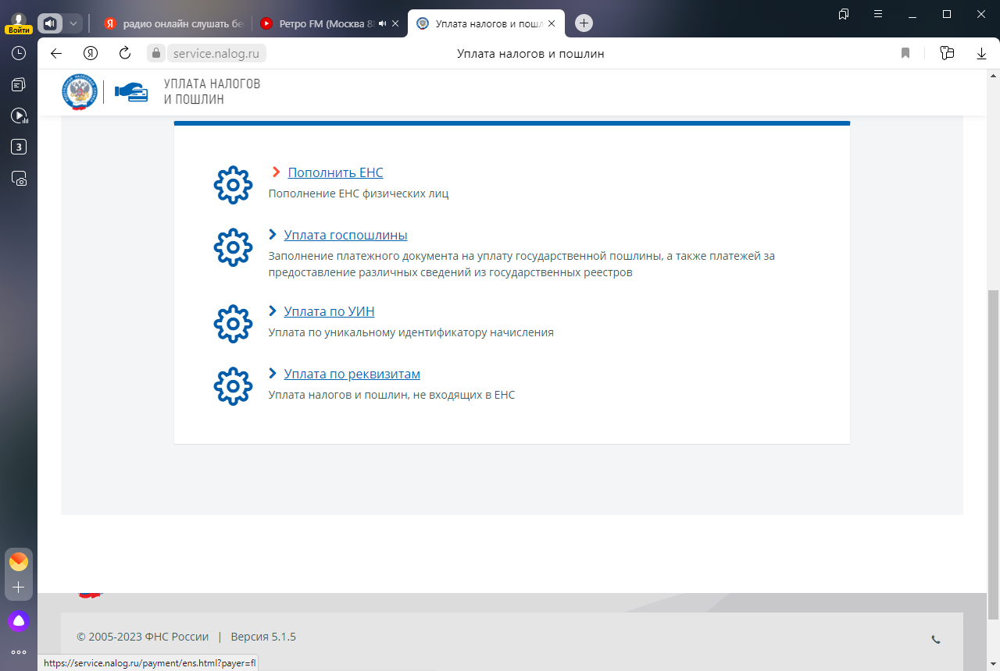 Войти
радио онлайн слушать бе
Ретро FM (Москва 88
Уплата налогов и пошл
service.nalog.ru
Уплата налогов и пошлин
УПЛАТА НАЛОГОВ
И ПОШЛИН
3
Пополнить ЕНС
Пополнение ЕНС физических лиц
Уплата госпошлины
Заполнение платежного документа на уплату государственной пошлины, а также платежей за
предоставление различных сведений из государственных реестров
Уплата по УИН
Уплата по уникальному идентификатору начисления
Уплата по реквизитам
Уплата налогов и пошлин, не входящих в ЕНС
© 2005-2023 ФНС России | Версия 5.1.5
https://service.nalog.ru/payment/ens.html?payer=fl